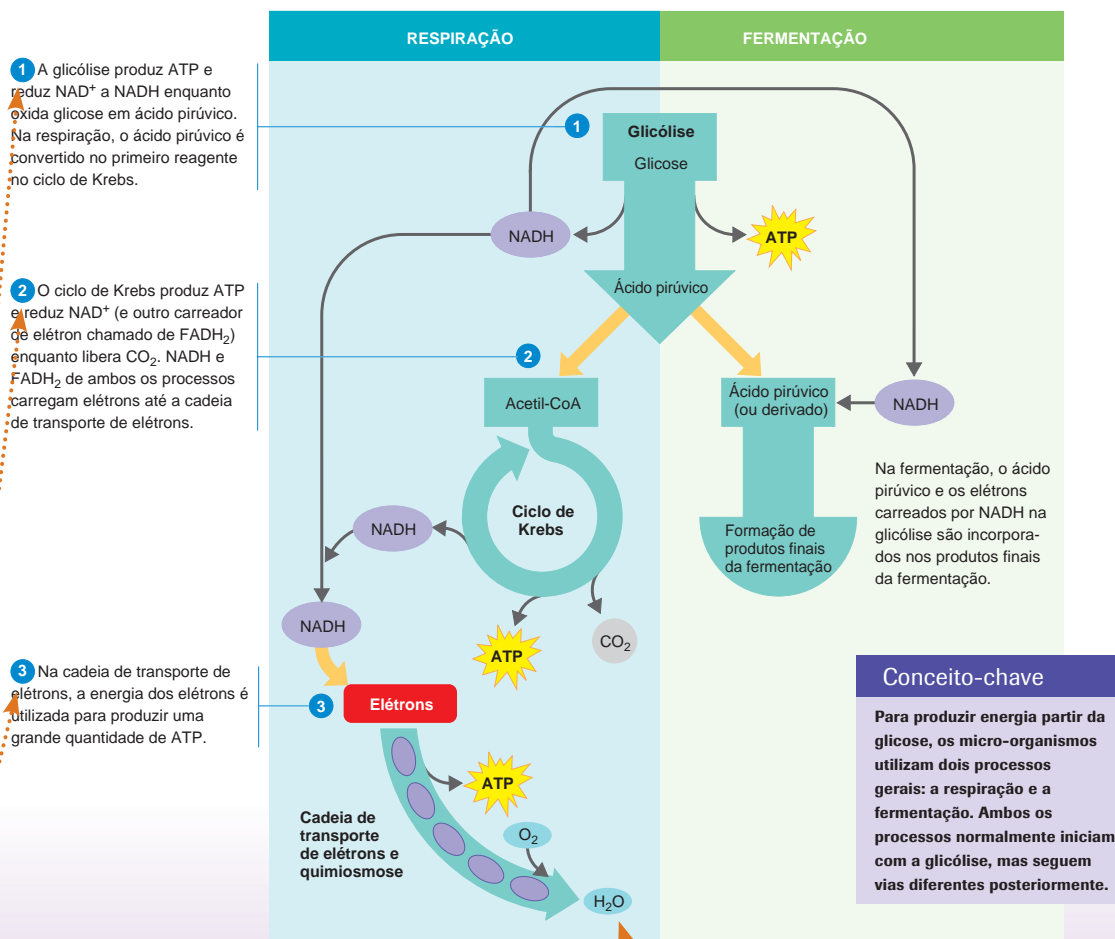 RESPIRAÇÃO
FERMENTAÇÃO
1 A glicólise produz ATP e
reduz NAD⁺ a NADH enquanto
oxida glicose em ácido pirúvico.
Na respiração, o ácido pirúvico é
convertido no primeiro reagente
no ciclo de Krebs.
1
Glicólise
Glicose
NADH
ATP
Ácido pirúvico
2 O ciclo de Krebs produz ATP
e reduz NAD⁺ (e outro carreador
de elétron chamado de FADH₂)
enquanto libera CO₂. NADH e
FADH₂ de ambos os processos
carregam elétrons até a cadeia
de transporte de elétrons.
2
Acetil-CoA
Ácido pirúvico
(ou derivado)
NADH
Ciclo de
Krebs
NADH
Formação de
produtos finais
da fermentação
Na fermentação, o ácido
pirúvico e os elétrons
carreados por NADH na
glicólise são incorpora-
dos nos produtos finais
da fermentação.
NADH
ATP
CO₂
3 Na cadeia de transporte de
elétrons, a energia dos elétrons é
utilizada para produzir uma
grande quantidade de ATP.
3
Elétrons
ATP
Cadeia de
transporte
de elétrons e
quimiosmose
O₂
H₂O
Conceito-chave
Para produzir energia partir da
glicose, os micro-organismos
utilizam dois processos
gerais: a respiração e a
fermentação. Ambos os
processos normalmente iniciam
com a glicólise, mas seguem
vias diferentes posteriormente.